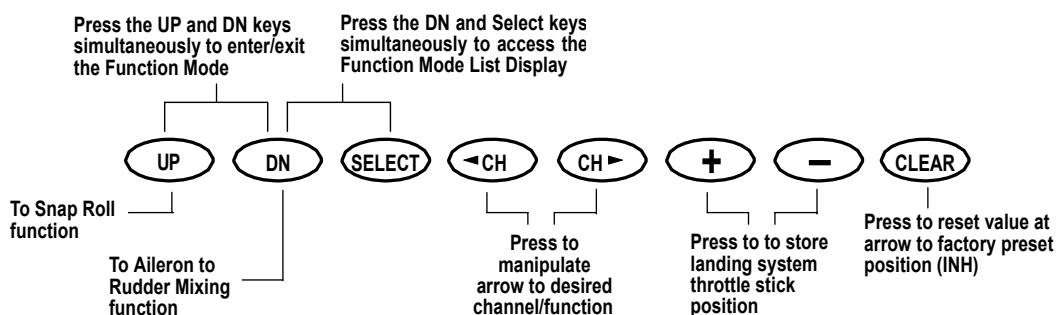 Press the UP and DN keys
simultaneously to enter/exit
the Function Mode
Press the DN and Select keys
simultaneously to access the
Function Mode List Display
UP
DN
SELECT
◄CH
CH►
+
−
CLEAR
To Snap Roll
function
To Aileron to
Rudder Mixing
function
Press to
manipulate
arrow to desired
channel/function
Press to to store
landing system
throttle stick
position
Press to reset value at
arrow to factory preset
position (INH)